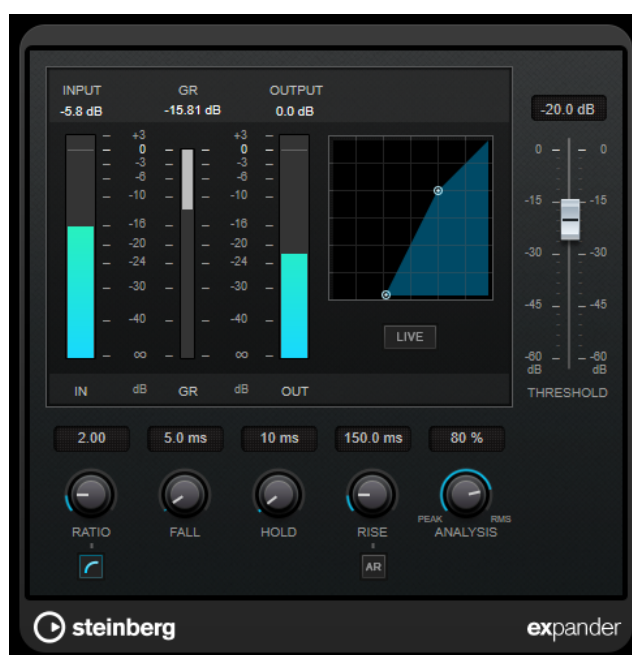 INPUT GR OUTPUT
-5.8 dB -15.81 dB 0.0 dB
-20.0 dB
+3 +3
0 0
-3 -3
-6 -6
-10 -10
-16 -16
-20 -20
-24 -24
-30 -30
-40 -40
∞ ∞
IN dB GR dB OUT
LIVE
0 0
-15 -15
-30 -30
-45 -45
-60 -60
dB dB
THRESHOLD
2.00 5.0 ms 10 ms 150.0 ms 80 %
PEAK RMS
RATIO FALL HOLD RISE ANALYSIS
AR
steinberg expander